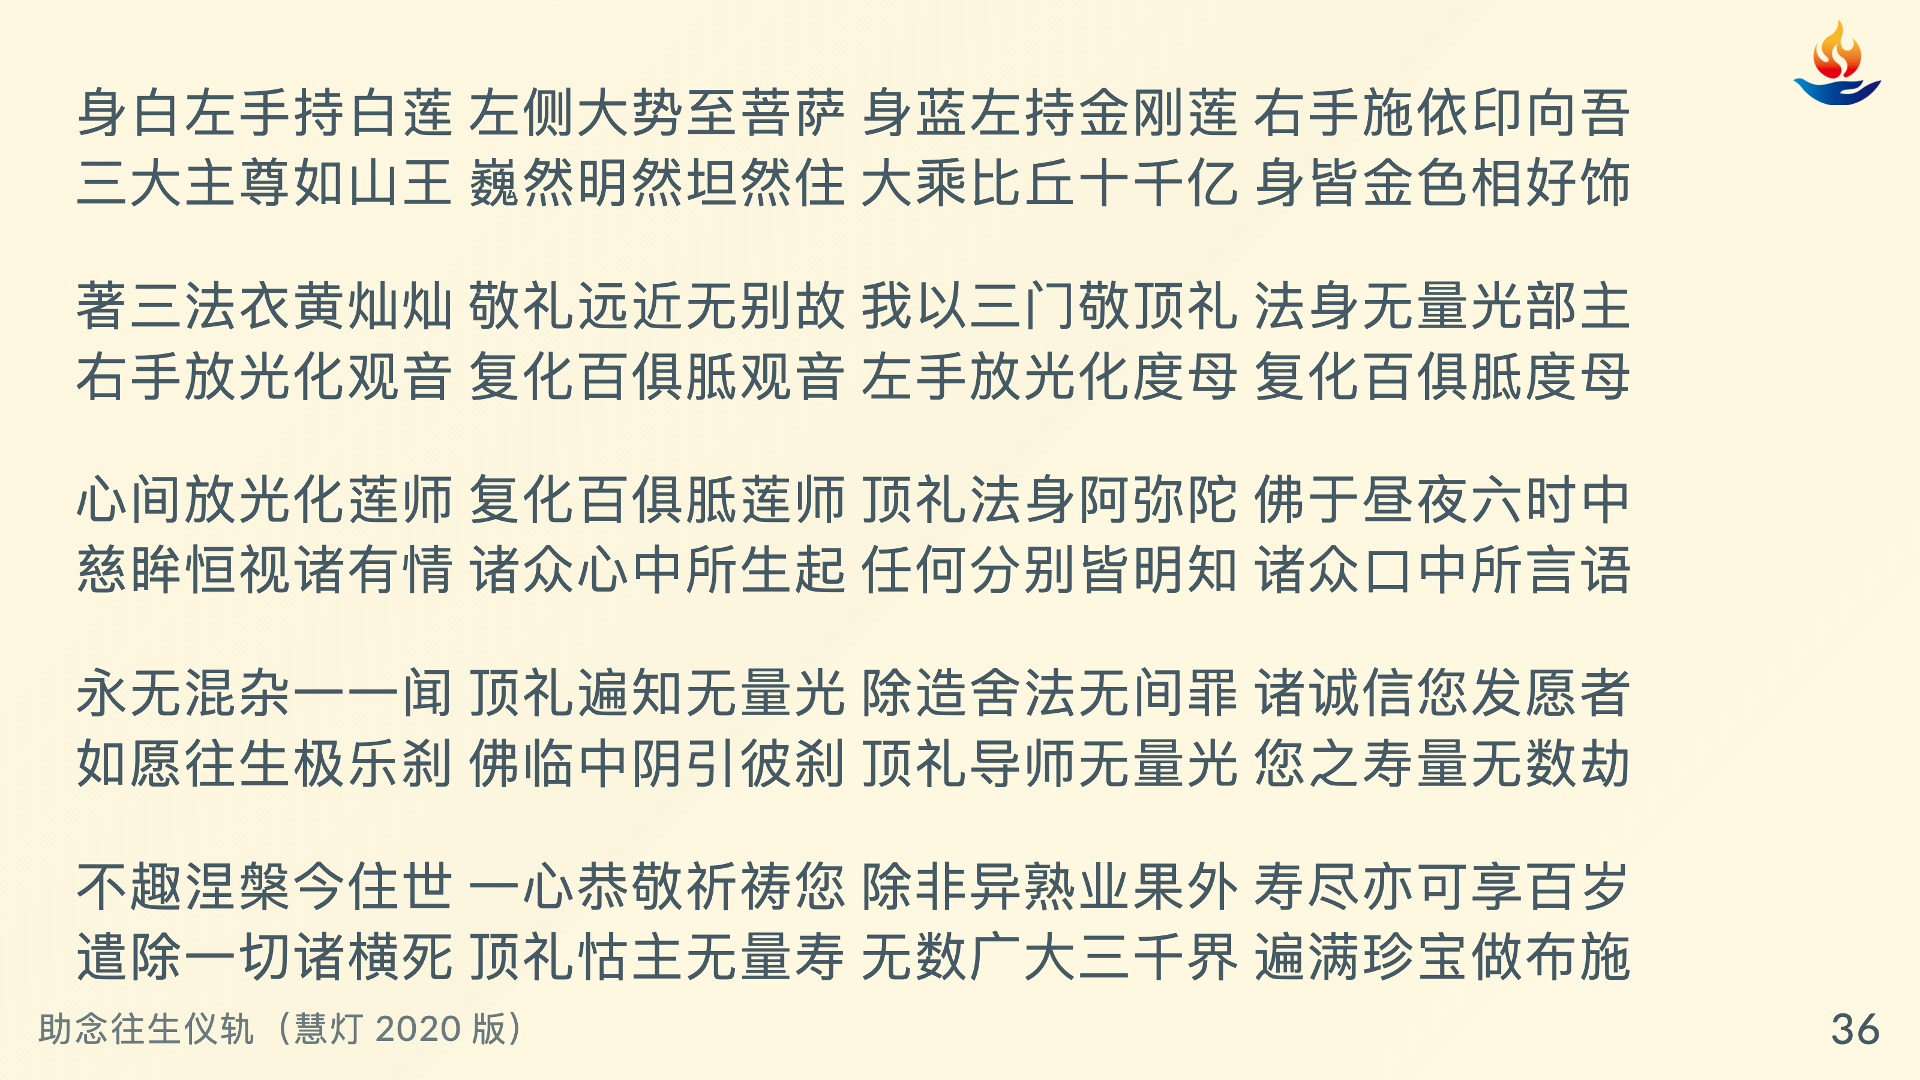 身白左手持白莲 左侧大势至菩萨 身蓝左持金刚莲 右手施依印向吾
三大主尊如山王 巍然明然坦然住 大乘比丘十千亿 身皆金色相好饰
著三法衣黄灿灿 敬礼远近无别故 我以三门敬顶礼 法身无量光部主
右手放光化观音 复化百俱胝观音 左手放光化度母 复化百俱胝度母
心间放光化莲师 复化百俱胝莲师 顶礼法身阿弥陀 佛于昼夜六时中
慈眸恒视诸有情 诸众心中所生起 任何分别皆明知 诸众口中所言语
永无混杂一一闻 顶礼遍知无量光 除造舍法无间罪 诸诚信您发愿者
如愿往生极乐刹 佛临中阴引彼刹 顶礼导师无量光 您之寿量无数劫
不趣涅槃今住世 一心恭敬祈祷您 除非异熟业果外 寿尽亦可享百岁
遣除一切诸横死 顶礼怙主无量寿 无数广大三千界 遍满珍宝做布施
助念往生仪轨（慧灯 2020 版）
36